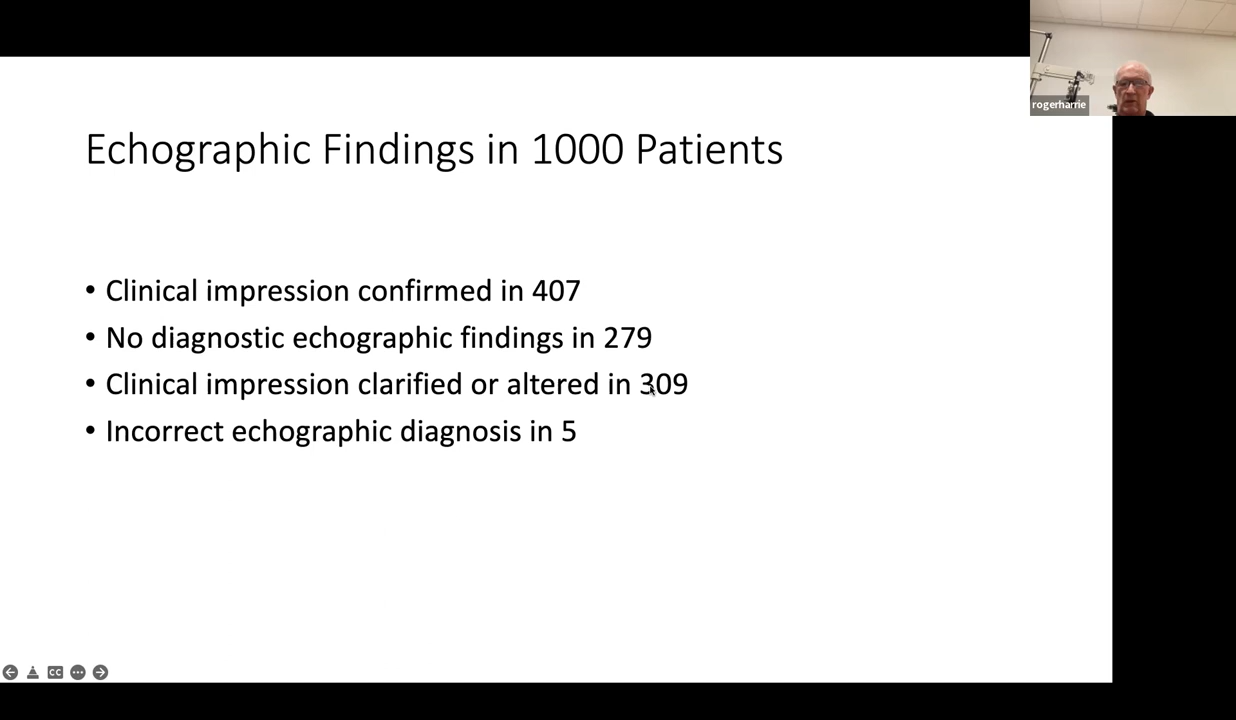 rogerharrie
Echographic Findings in 1000 Patients
• Clinical impression confirmed in 407
• No diagnostic echographic findings in 279
• Clinical impression clarified or altered in 309
• Incorrect echographic diagnosis in 5
CC